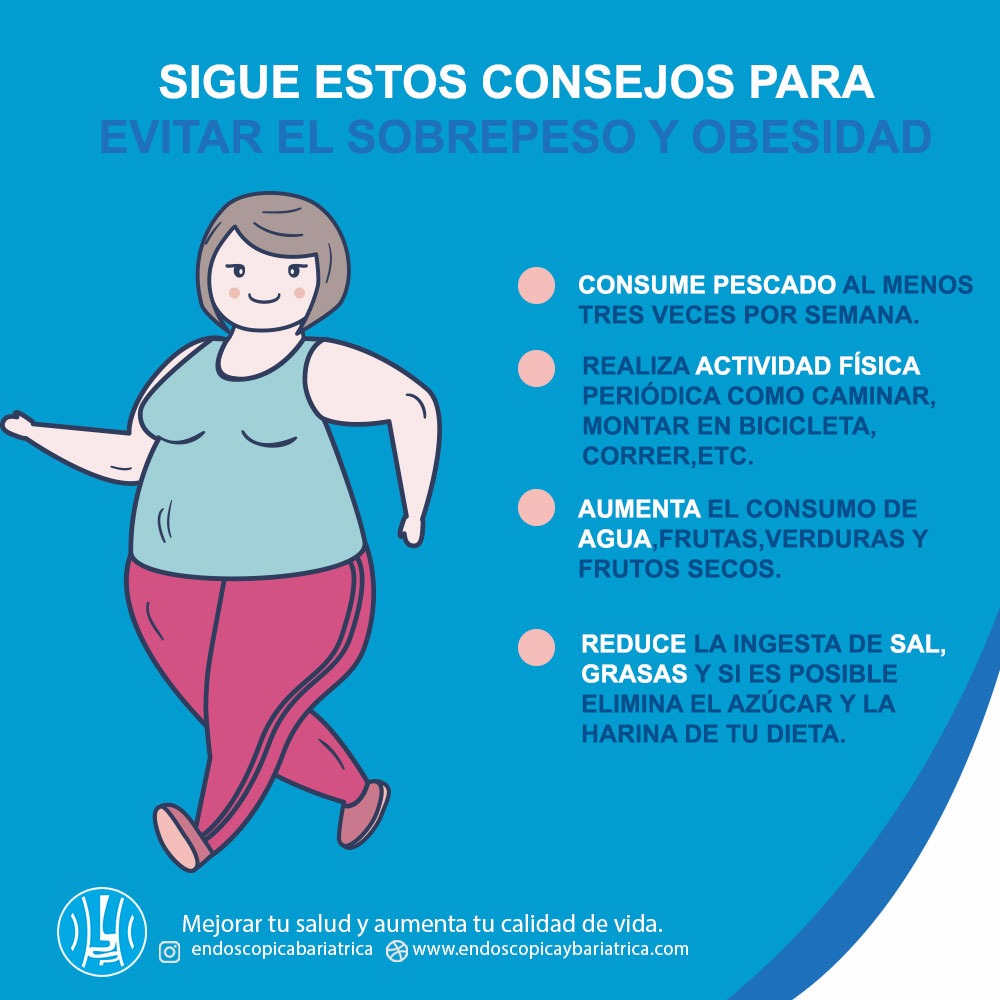 SIGUE ESTOS CONSEJOS PARA
EVITAR EL SOBREPESO Y OBESIDAD
CONSUME PESCADO AL MENOS
TRES VECES POR SEMANA.
REALIZA ACTIVIDAD FÍSICA
PERIÓDICA COMO CAMINAR,
MONTAR EN BICICLETA,
CORRER,ETC.
AUMENTA EL CONSUMO DE
AGUA,FRUTAS,VERDURAS Y
FRUTOS SECOS.
REDUCE LA INGESTA DE SAL,
GRASAS Y SI ES POSIBLE
ELIMINA EL AZÚCAR Y LA
HARINA DE TU DIETA.
Mejorar tu salud y aumenta tu calidad de vida.
endoscopicabariatrica www.endoscopicaybariatrica.com